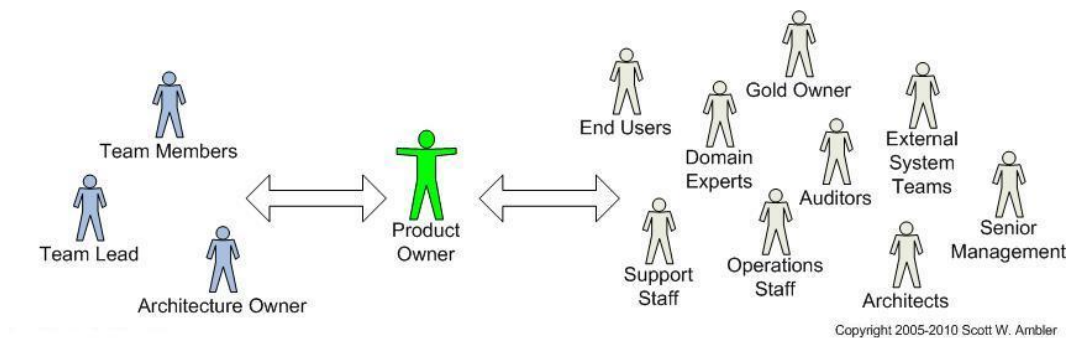 Team Members
Team Lead
Architecture Owner
Product
Owner
End Users
Gold Owner
Domain
Experts
Auditors
External
System
Teams
Senior
Management
Support
Staff
Operations
Staff
Architects
Copyright 2005-2010 Scott W. Ambler